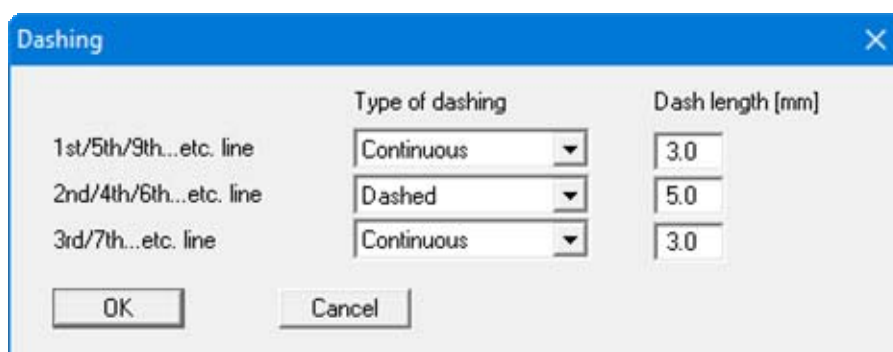 Dashing
Type of dashing Dash length [mm]
1st/5th/9th...etc. line Continuous 3.0
2nd/4th/6th...etc. line Dashed 5.0
3rd/7th...etc. line Continuous 3.0
OK Cancel